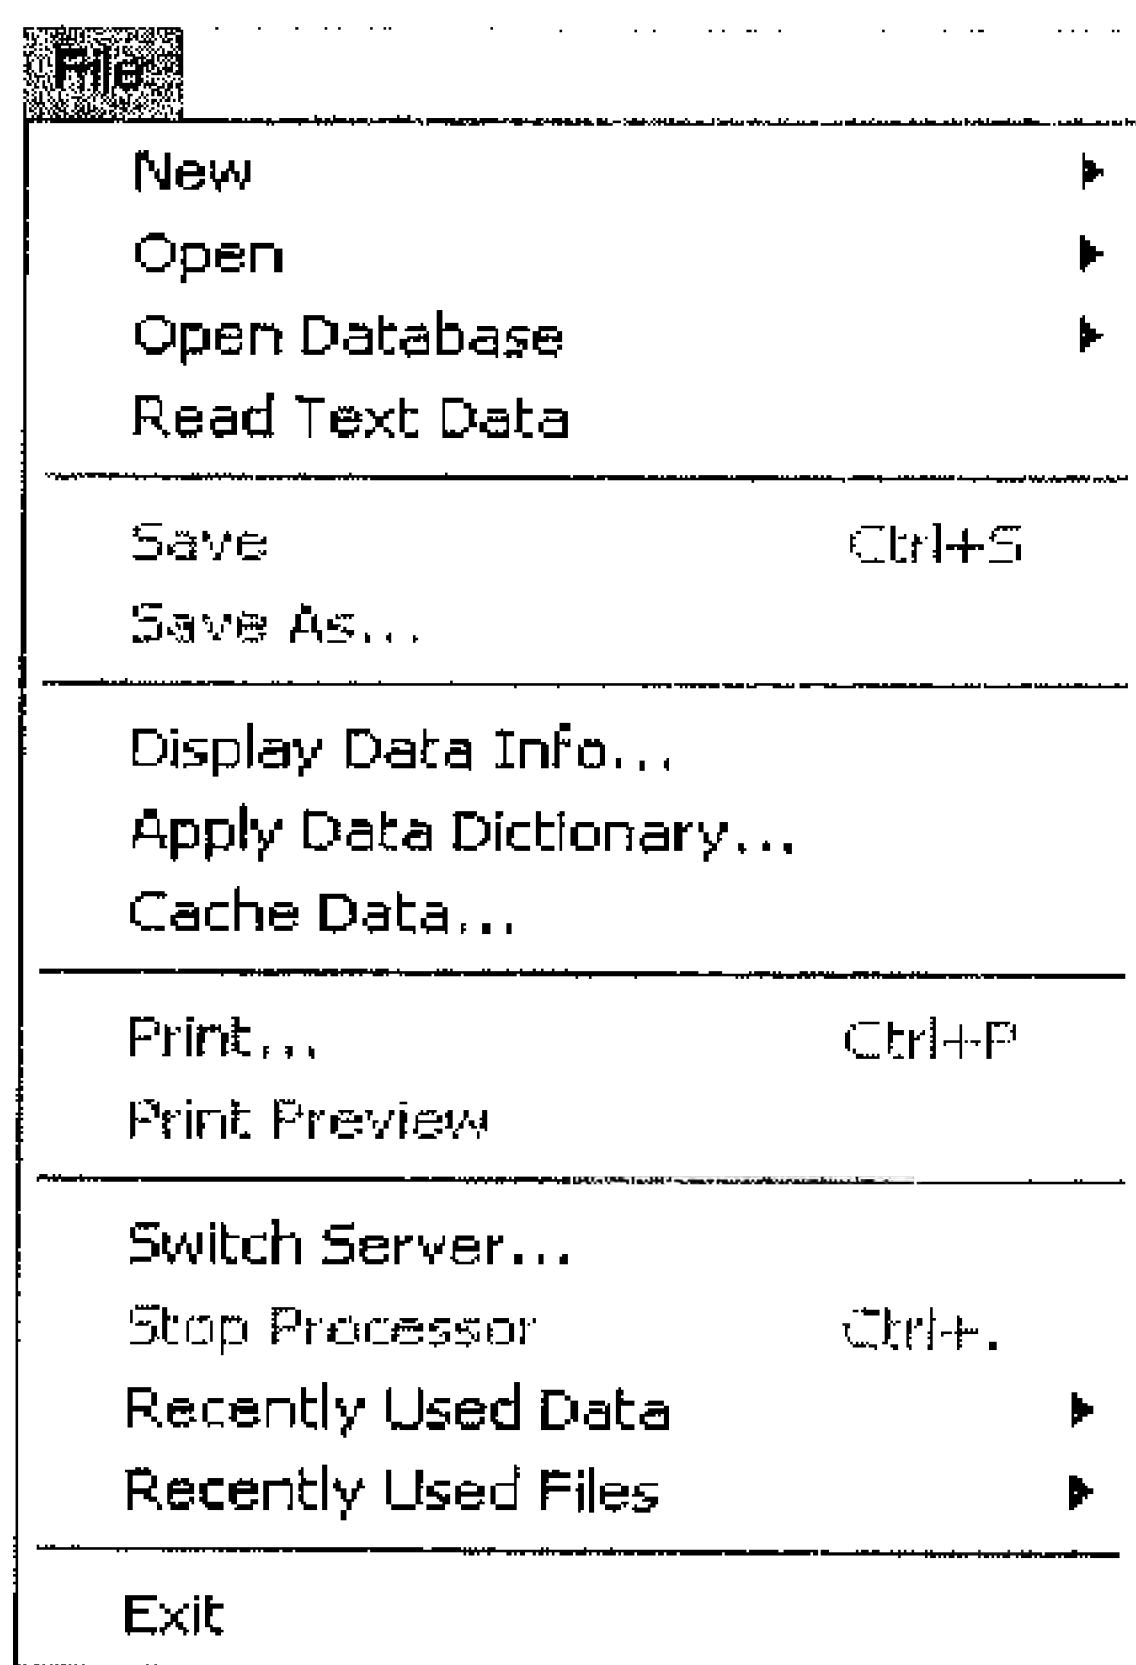 File
New
Open
Open Database
Read Text Data
Save Ctrl+S
Save As...
Display Data Info...
Apply Data Dictionary...
Cache Data...
Print... Ctrl+P
Print Preview
Switch Server...
Stop Processor Ctrl+.
Recently Used Data
Recently Used Files
Exit